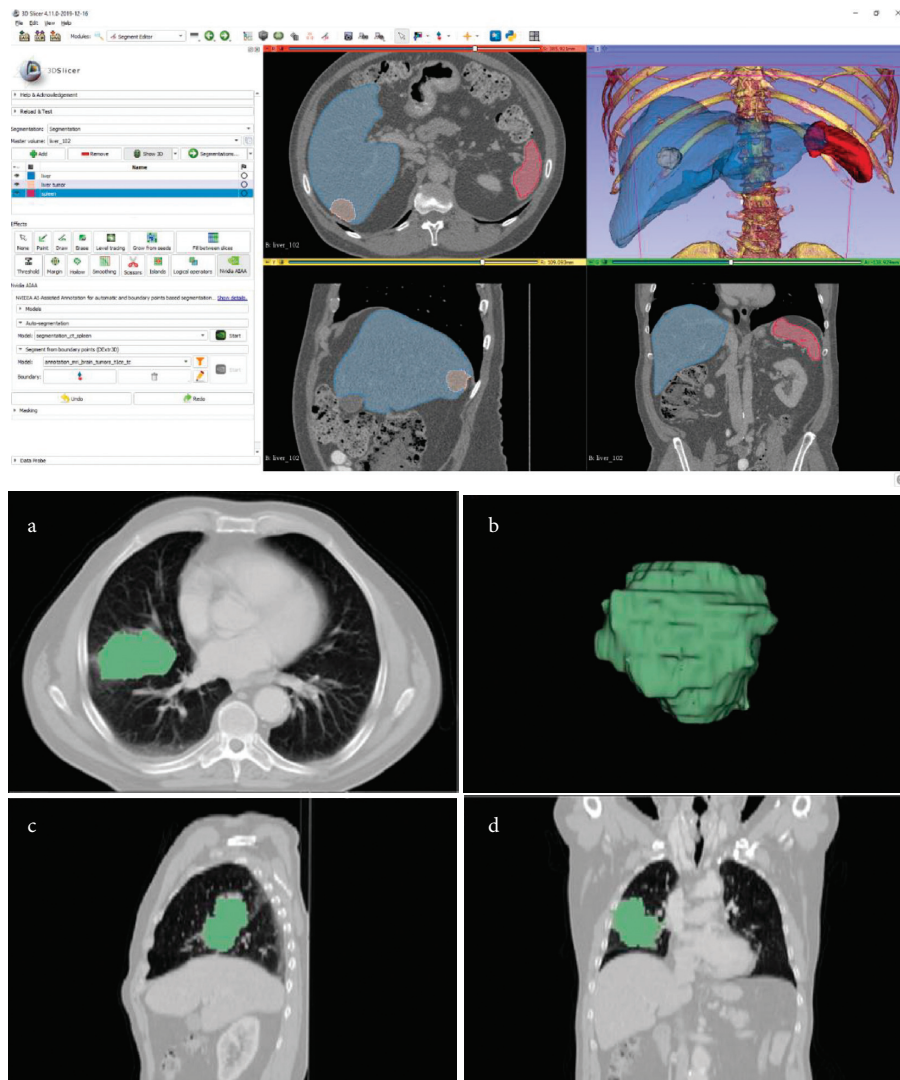 3D Slicer 4.11.0-2019-12-16
File Edit View Help
Modules: Segment Editor
3DSlicer
Help & Acknowledgement
Reload & Test
Segmentation: Segmentation
Master volume: liver_102
Add Remove Show 3D Segmentations...
Name
liver
liver tumor
spleen
Effects
None Paint Draw Erase Level tracing Grow from seeds Fill between slices
Threshold Margin Hollow Smoothing Scissors Islands Logical operators Nvidia AIAA
Nvidia AIAA
NVIDIA AI-Assisted Annotation for automatic and boundary points based segmentation. Show details.
Models
Auto-segmentation
Model: segmentation_ct_spleen Start
Segment from boundary points (DExtr3D)
Model: Start
Boundary:
Undo Redo
Masking
Data Probe
B: liver_102
B: liver_102
B: liver_102
a
b
c
d